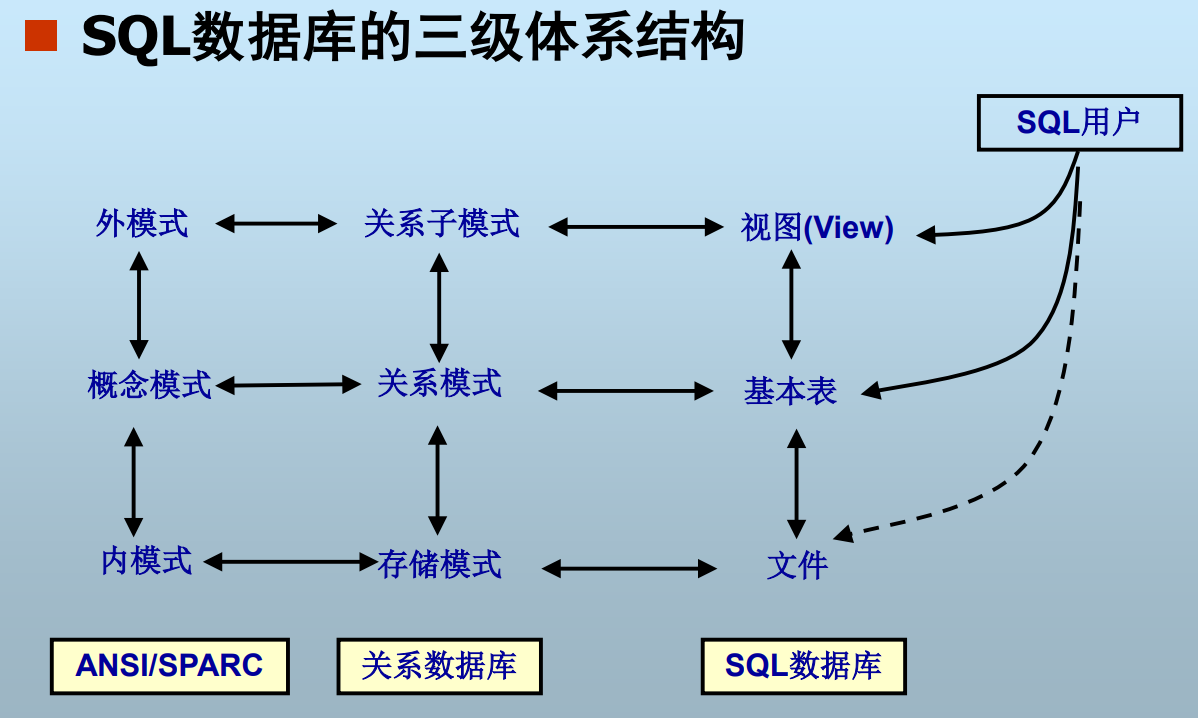 SQL数据库的三级体系结构
SQL用户
外模式 关系子模式 视图(View)
概念模式 关系模式 基本表
内模式 存储模式 文件
ANSI/SPARC 关系数据库 SQL数据库